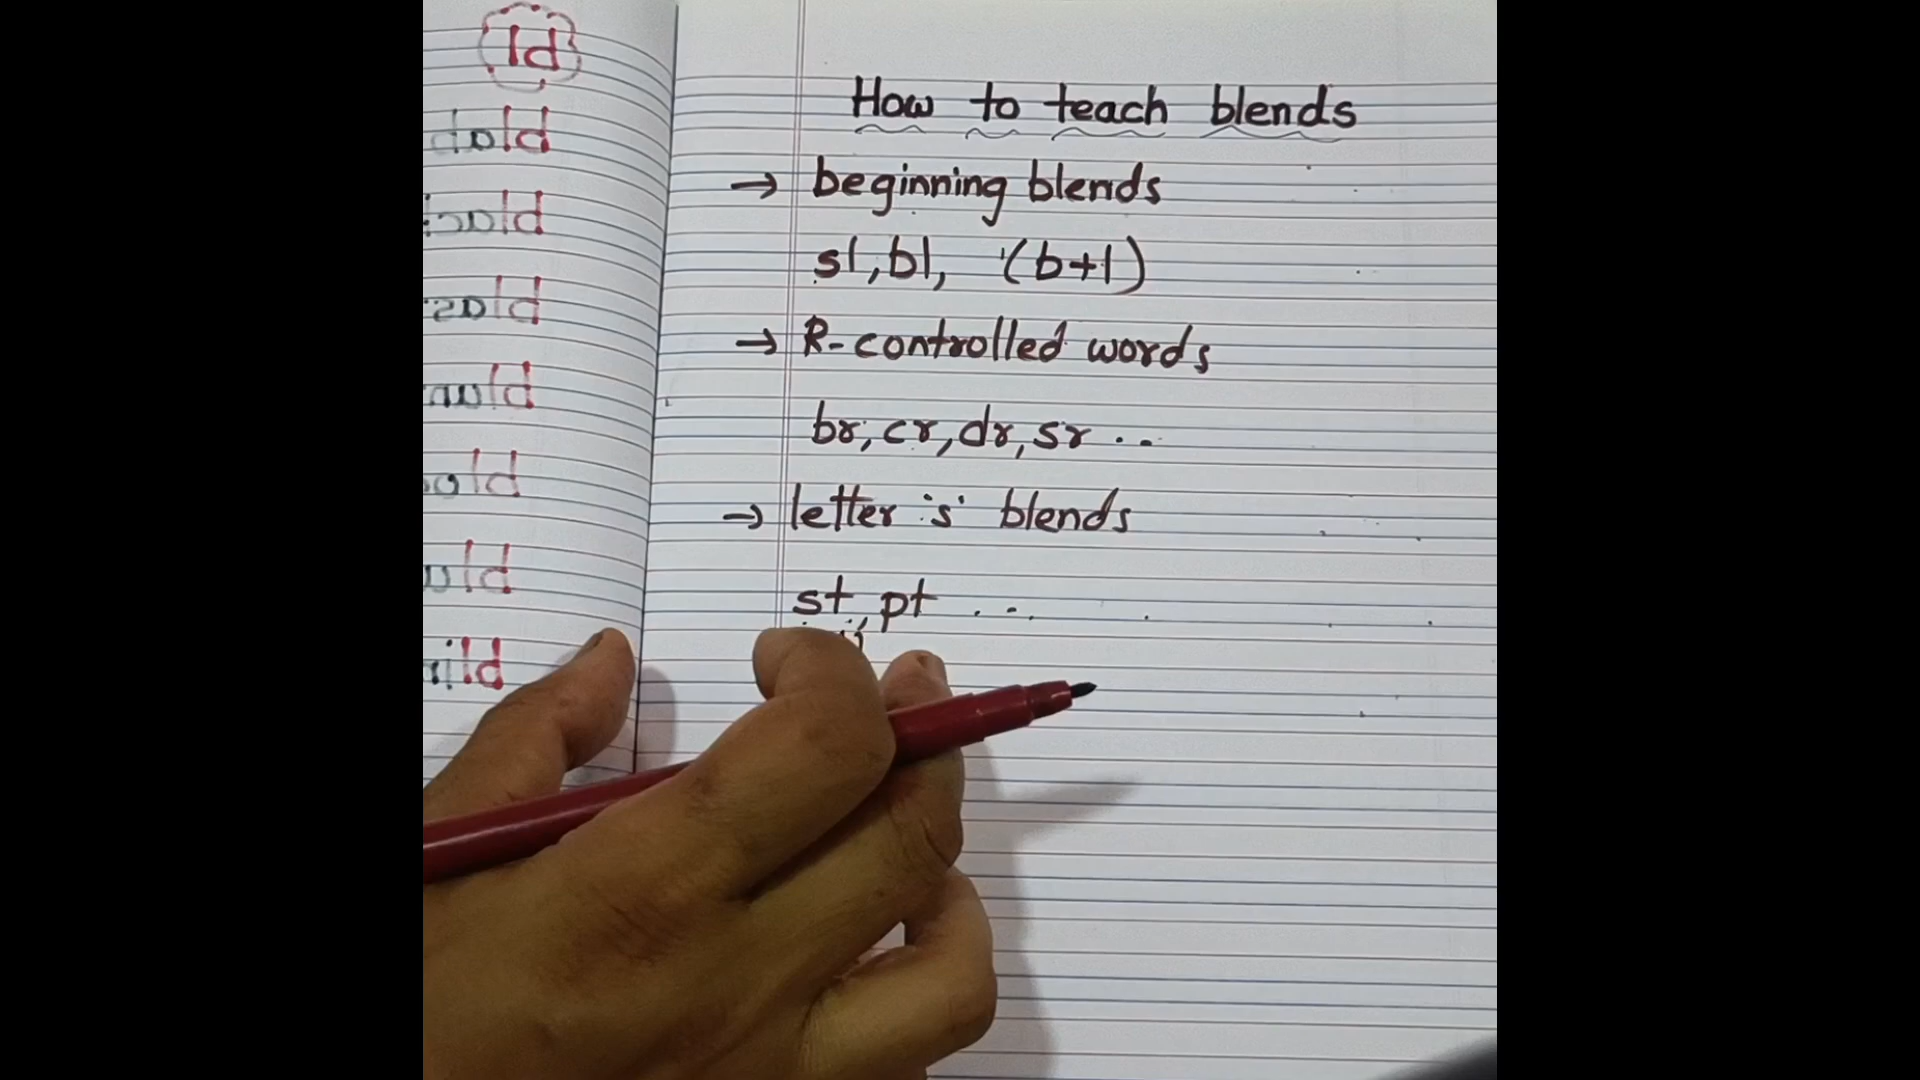 How to teach blends
→ beginning blends
sl, bl, (b+l)
→ R-controlled words
br, cr, dr, sr ..
→ letter 's' blends
st, pt ...